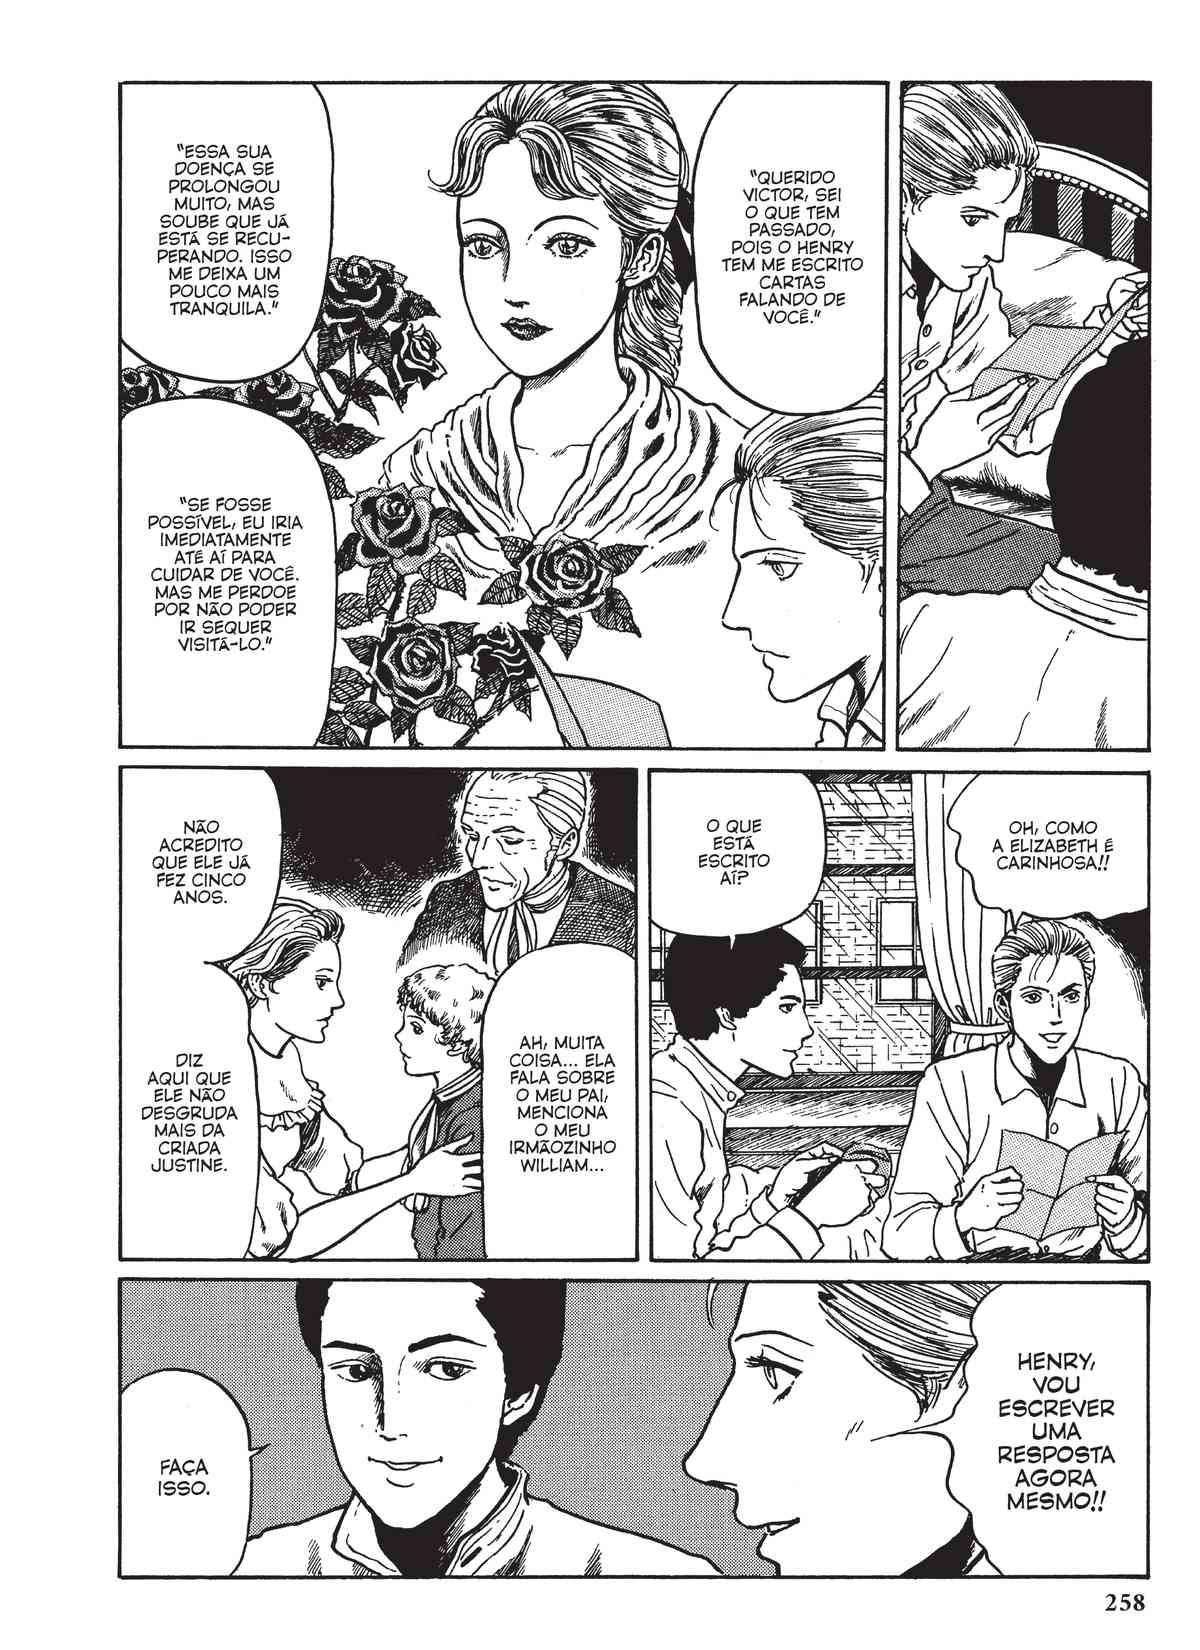 "QUERIDO
VICTOR, SEI
O QUE TEM
PASSADO,
POIS O HENRY
TEM ME ESCRITO
CARTAS
FALANDO DE
VOCÊ."
"ESSA SUA
DOENÇA SE
PROLONGOU
MUITO, MAS
SOUBE QUE JÁ
ESTÁ SE RECU-
PERANDO. ISSO
ME DEIXA UM
POUCO MAIS
TRANQUILA."
"SE FOSSE
POSSÍVEL, EU IRIA
IMEDIATAMENTE
ATÉ AÍ PARA
CUIDAR DE VOCÊ.
MAS ME PERDOE
POR NÃO PODER
IR SEQUER
VISITÁ-LO."
OH, COMO
A ELIZABETH É
CARINHOSA!!
O QUE
ESTÁ
ESCRITO
AÍ?
AH, MUITA
COISA... ELA
FALA SOBRE
O MEU PAI,
MENCIONA
O MEU
IRMÃOZINHO
WILLIAM...
NÃO
ACREDITO
QUE ELE JÁ
FEZ CINCO
ANOS.
DIZ
AQUI QUE
ELE NÃO
DESGRUDA
MAIS DA
CRIADA
JUSTINE.
HENRY,
VOU
ESCREVER
UMA
RESPOSTA
AGORA
MESMO!!
FAÇA
ISSO.
258